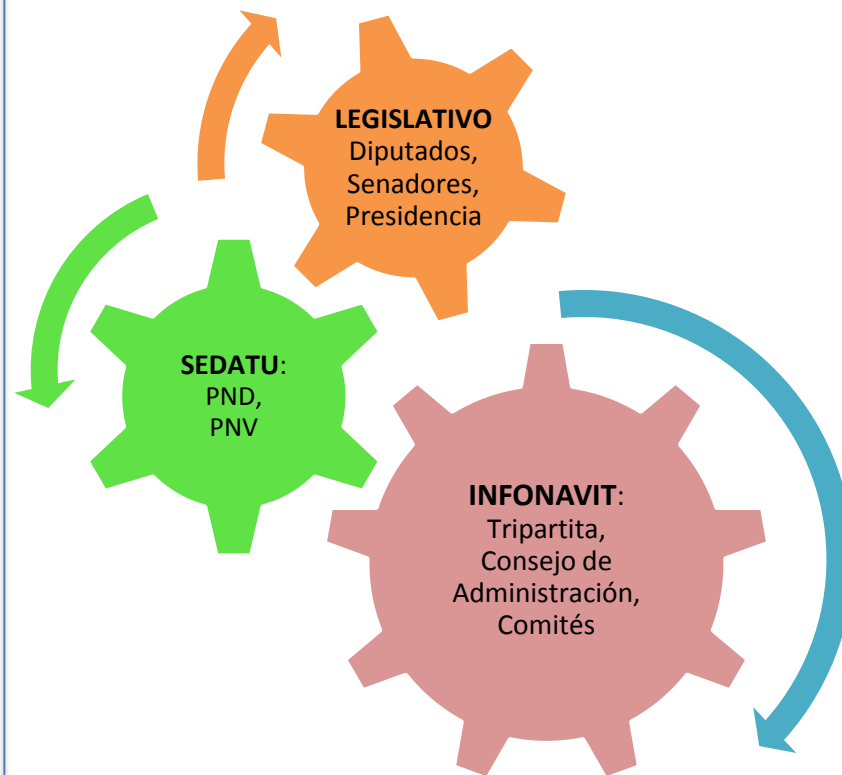 LEGISLATIVO
Diputados,
Senadores,
Presidencia
SEDATU:
PND,
PNV
INFONAVIT:
Tripartita,
Consejo de
Administración,
Comités